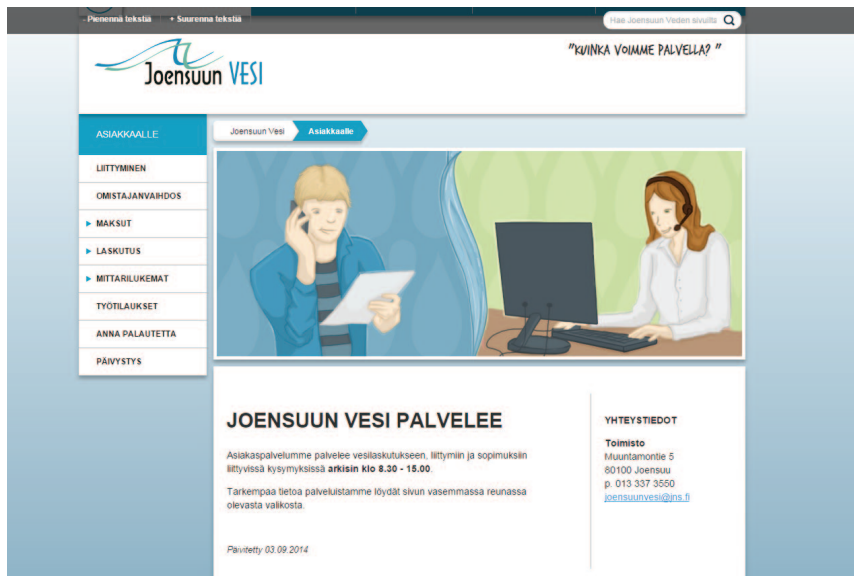 - Pienennä tekstiä + Suurenna tekstiä
Hae Joensuun Veden sivuilta
Joensuun VESI
"KUINKA VOIMME PALVELLA? "
ASIAKKAALLE
LIITTYMINEN
OMISTAJANVAIHDOS
MAKSUT
LASKUTUS
MITTARILUKEMAT
TYÖTILAUKSET
ANNA PALAUTETTA
PÄIVYSTYS
Joensuun Vesi
Asiakkaalle
JOENSUUN VESI PALVELEE
Asiakaspalvelumme palvelee vesilaskutukseen, liittymiin ja sopimuksiin
liittyvissä kysymyksissä arkisin klo 8.30 - 15.00.
Tarkempaa tietoa palveluistamme löydät sivun vasemmassa reunassa
olevasta valikosta.
Päivitetty 03.09.2014
YHTEYSTIEDOT
Toimisto
Muuntamontie 5
80100 Joensuu
p. 013 337 3550
joensuunvesi@jns.fi